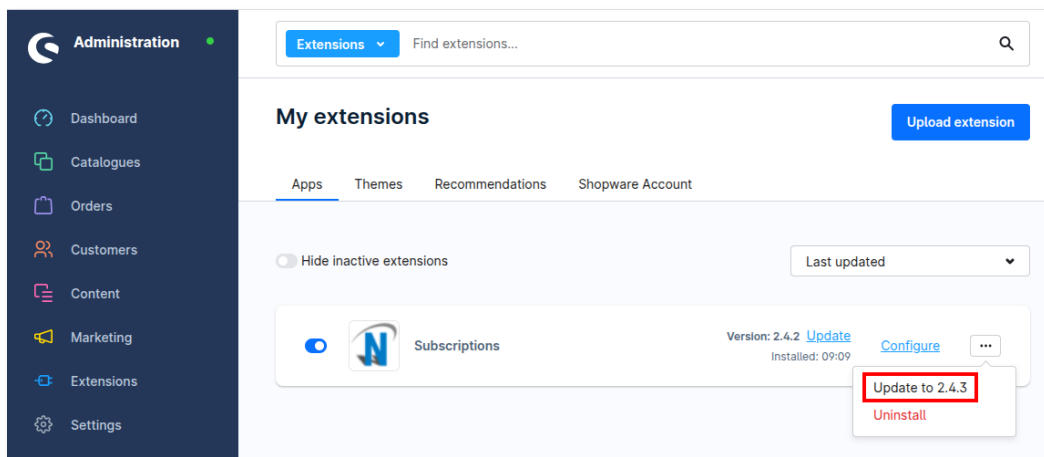 Administration
Extensions
Find extensions...
Dashboard
Catalogues
Orders
Customers
Content
Marketing
Extensions
Settings
My extensions
Upload extension
Apps Themes Recommendations Shopware Account
Hide inactive extensions
Last updated
N
Subscriptions
Version: 2.4.2 Update
Installed: 09:09
Configure
...
Update to 2.4.3
Uninstall